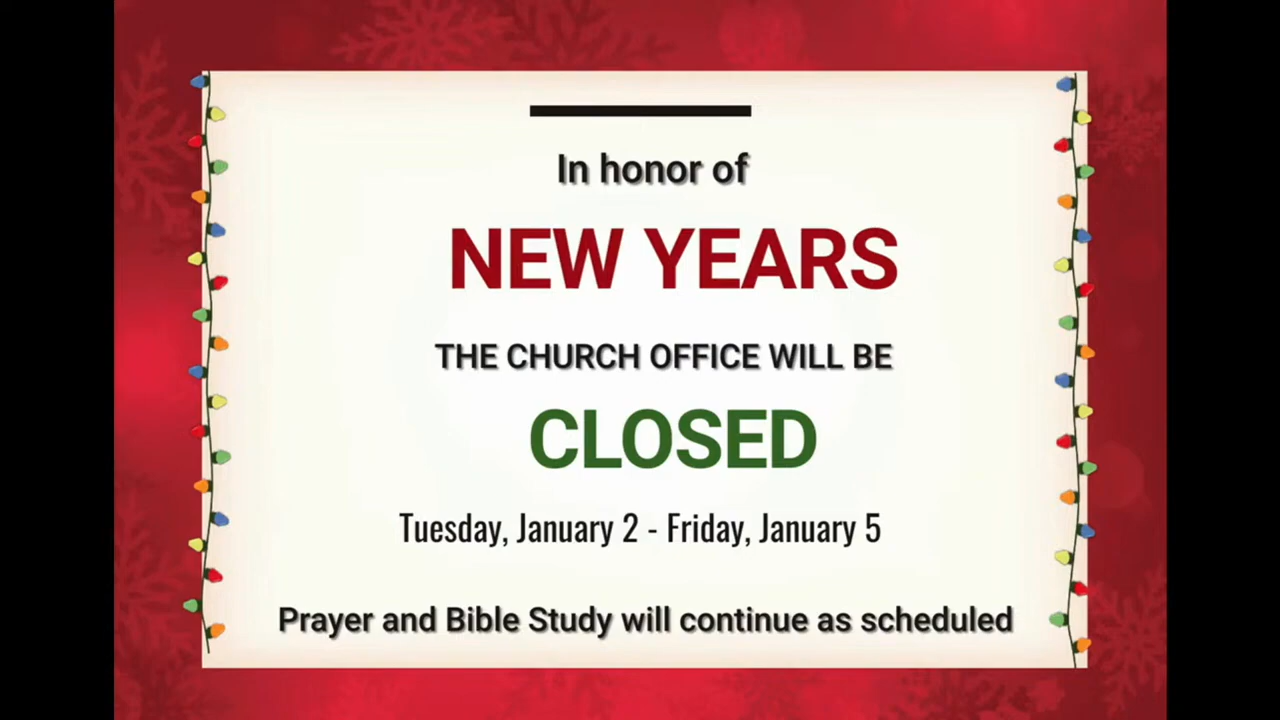 In honor of
NEW YEARS
THE CHURCH OFFICE WILL BE
CLOSED
Tuesday, January 2 - Friday, January 5
Prayer and Bible Study will continue as scheduled